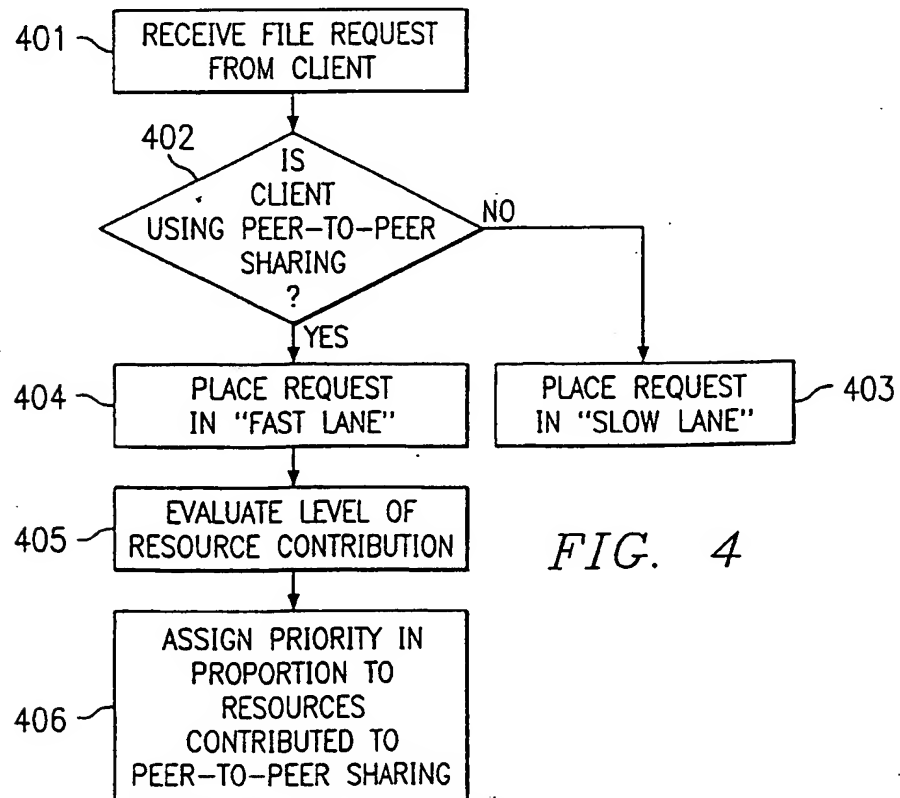 401
RECEIVE FILE REQUEST
FROM CLIENT
402
IS
CLIENT
USING PEER-TO-PEER
SHARING
?
NO
YES
404
PLACE REQUEST
IN "FAST LANE"
PLACE REQUEST
IN "SLOW LANE"
403
405
EVALUATE LEVEL OF
RESOURCE CONTRIBUTION
FIG. 4
406
ASSIGN PRIORITY IN
PROPORTION TO
RESOURCES
CONTRIBUTED TO
PEER-TO-PEER SHARING